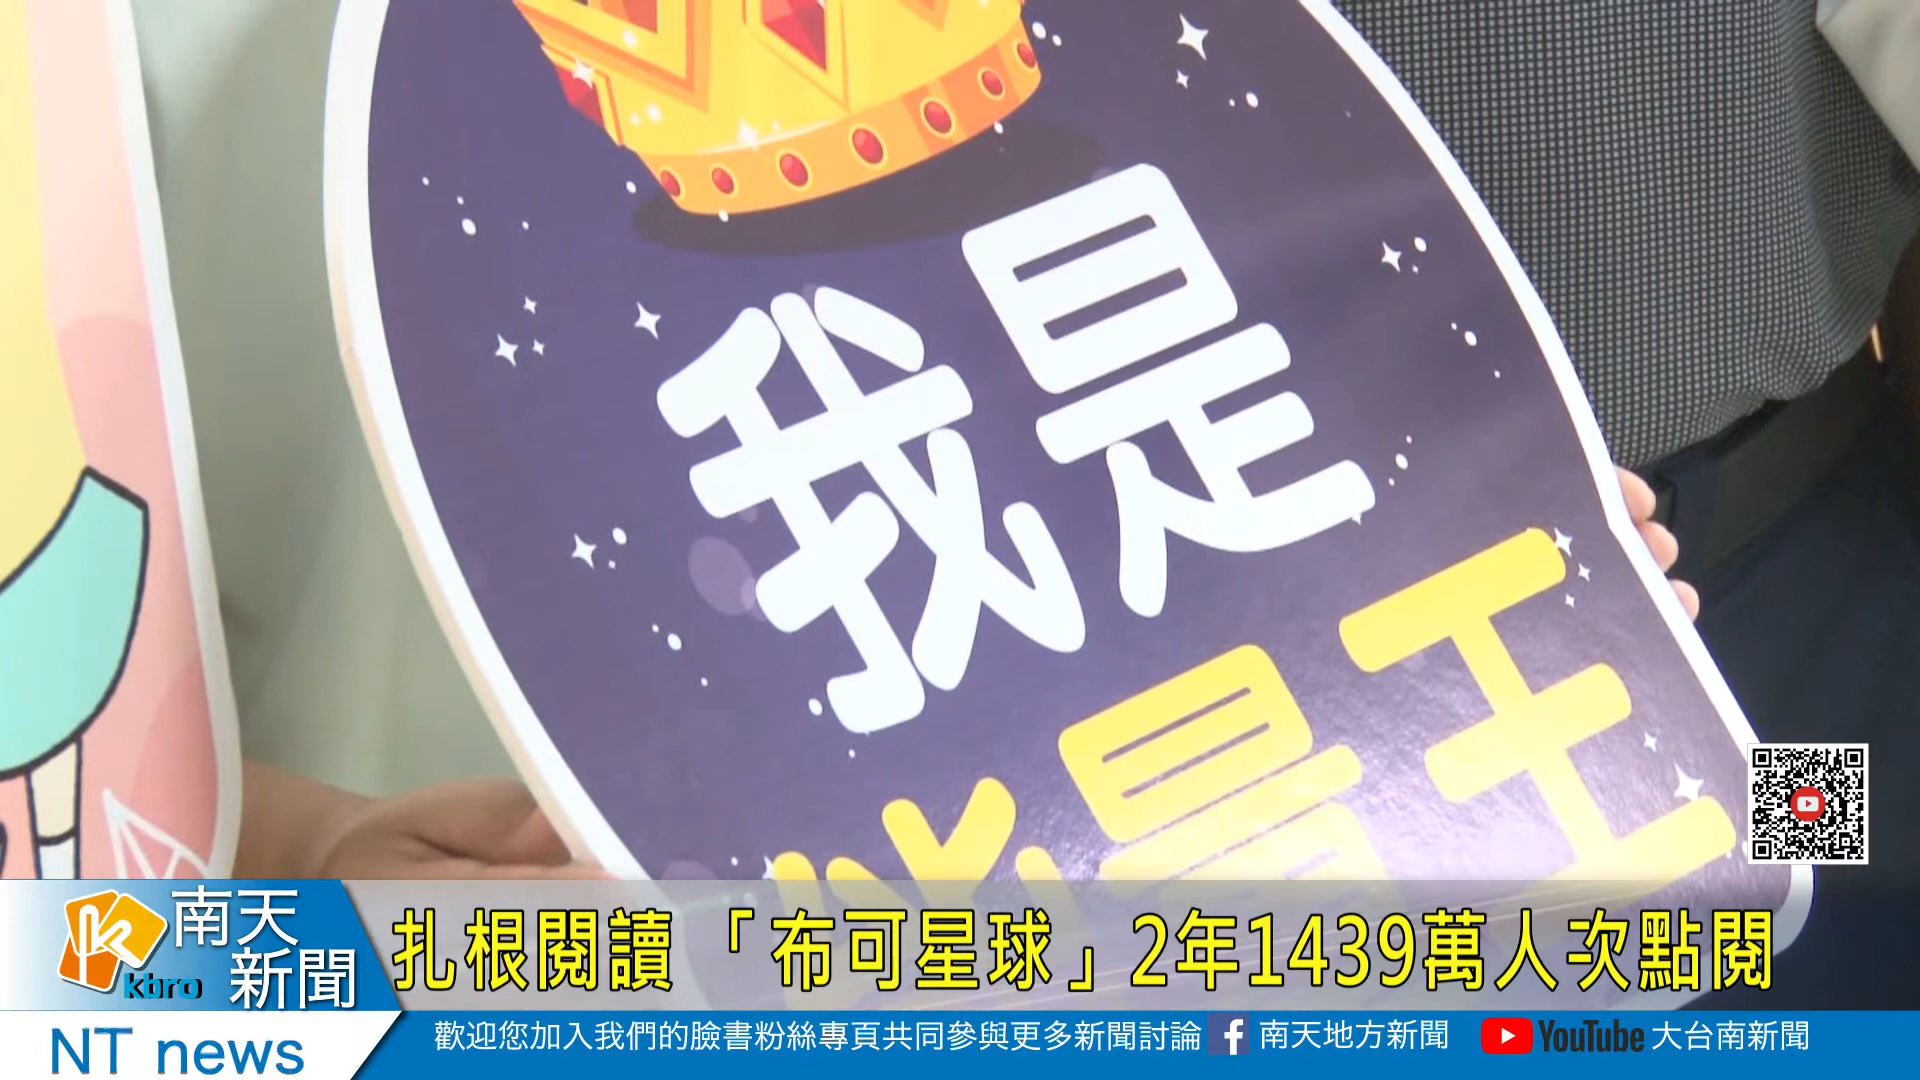 我是
王
扎根閱讀「布可星球」2年1439萬人次點閱
南天
新聞
kbro
NT news
歡迎您加入我們的臉書粉絲專頁共同參與更多新聞討論 南天地方新聞 YouTube 大台南新聞